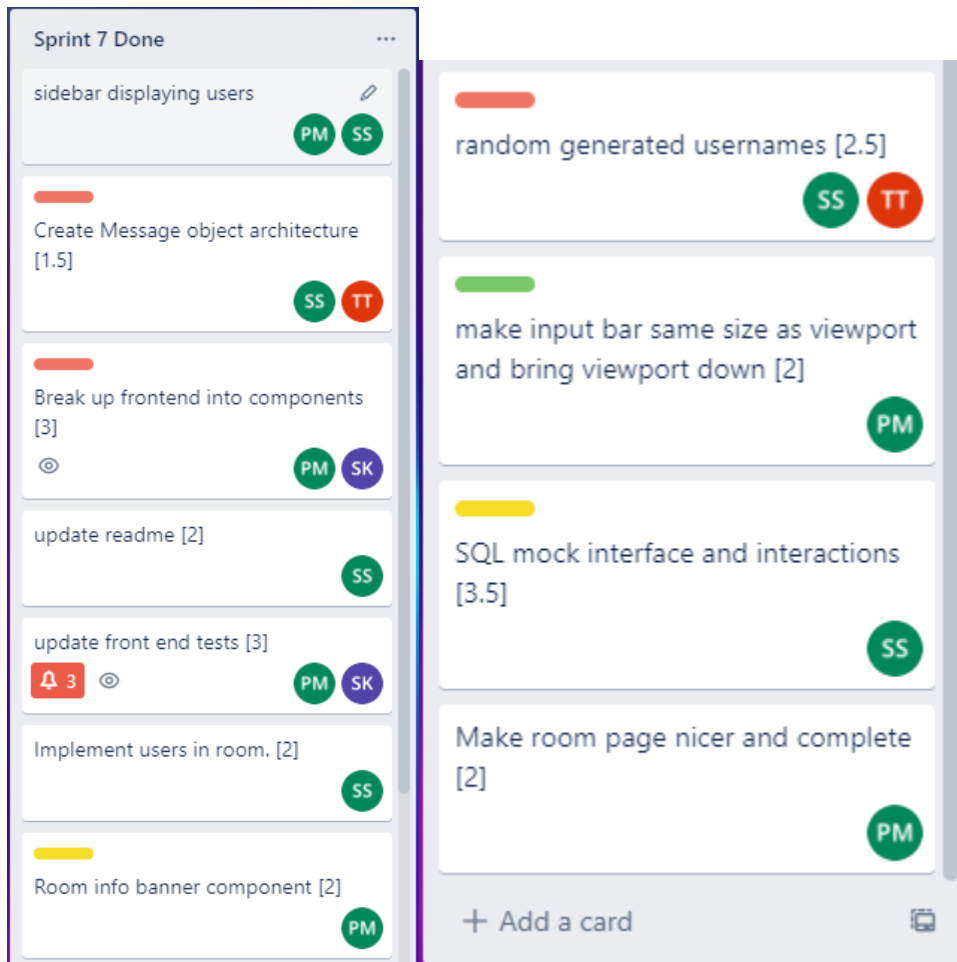 Sprint 7 Done
sidebar displaying users
PM SS
Create Message object architecture
[1.5]
SS TT
Break up frontend into components
[3]
PM SK
update readme [2]
SS
update front end tests [3]
3 PM SK
Implement users in room. [2]
SS
Room info banner component [2]
PM
random generated usernames [2.5]
SS TT
make input bar same size as viewport
and bring viewport down [2]
PM
SQL mock interface and interactions
[3.5]
SS
Make room page nicer and complete
[2]
PM
+ Add a card